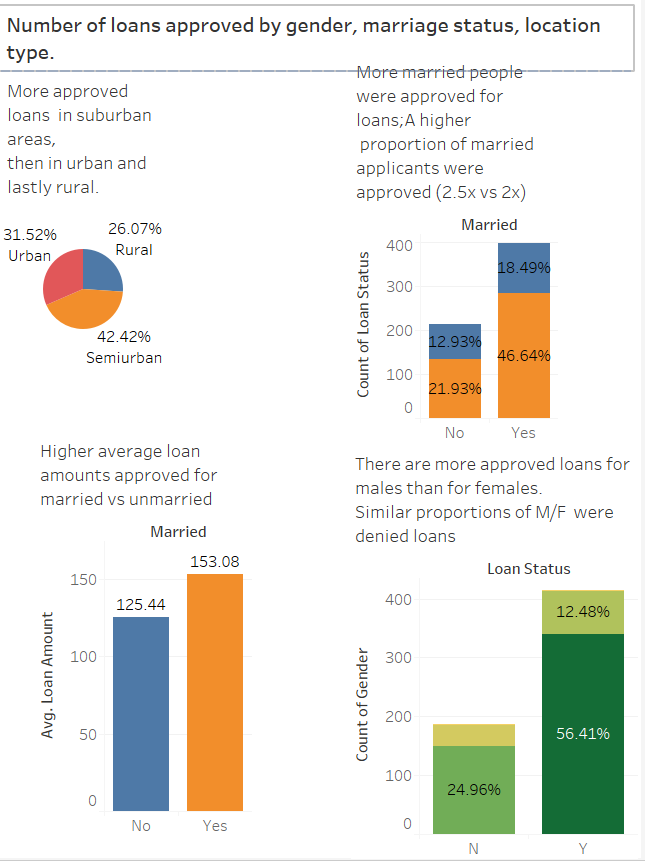 Number of loans approved by gender, marriage status, location
type.
More approved
loans  in suburban
areas,
then in urban and
lastly rural.
31.52%
Urban
26.07%
Rural
42.42%
Semiurban
More married people
were approved for
loans;A higher
proportion of married
applicants were
approved (2.5x vs 2x)
Married
Count of Loan Status
400
300
200
100
0
18.49%
12.93%
46.64%
21.93%
No
Yes
Higher average loan
amounts approved for
married vs unmarried
Married
Avg. Loan Amount
150
100
50
0
125.44
153.08
No
Yes
There are more approved loans for
males than for females.
Similar proportions of M/F  were
denied loans
Loan Status
Count of Gender
400
300
200
100
0
12.48%
56.41%
24.96%
N
Y